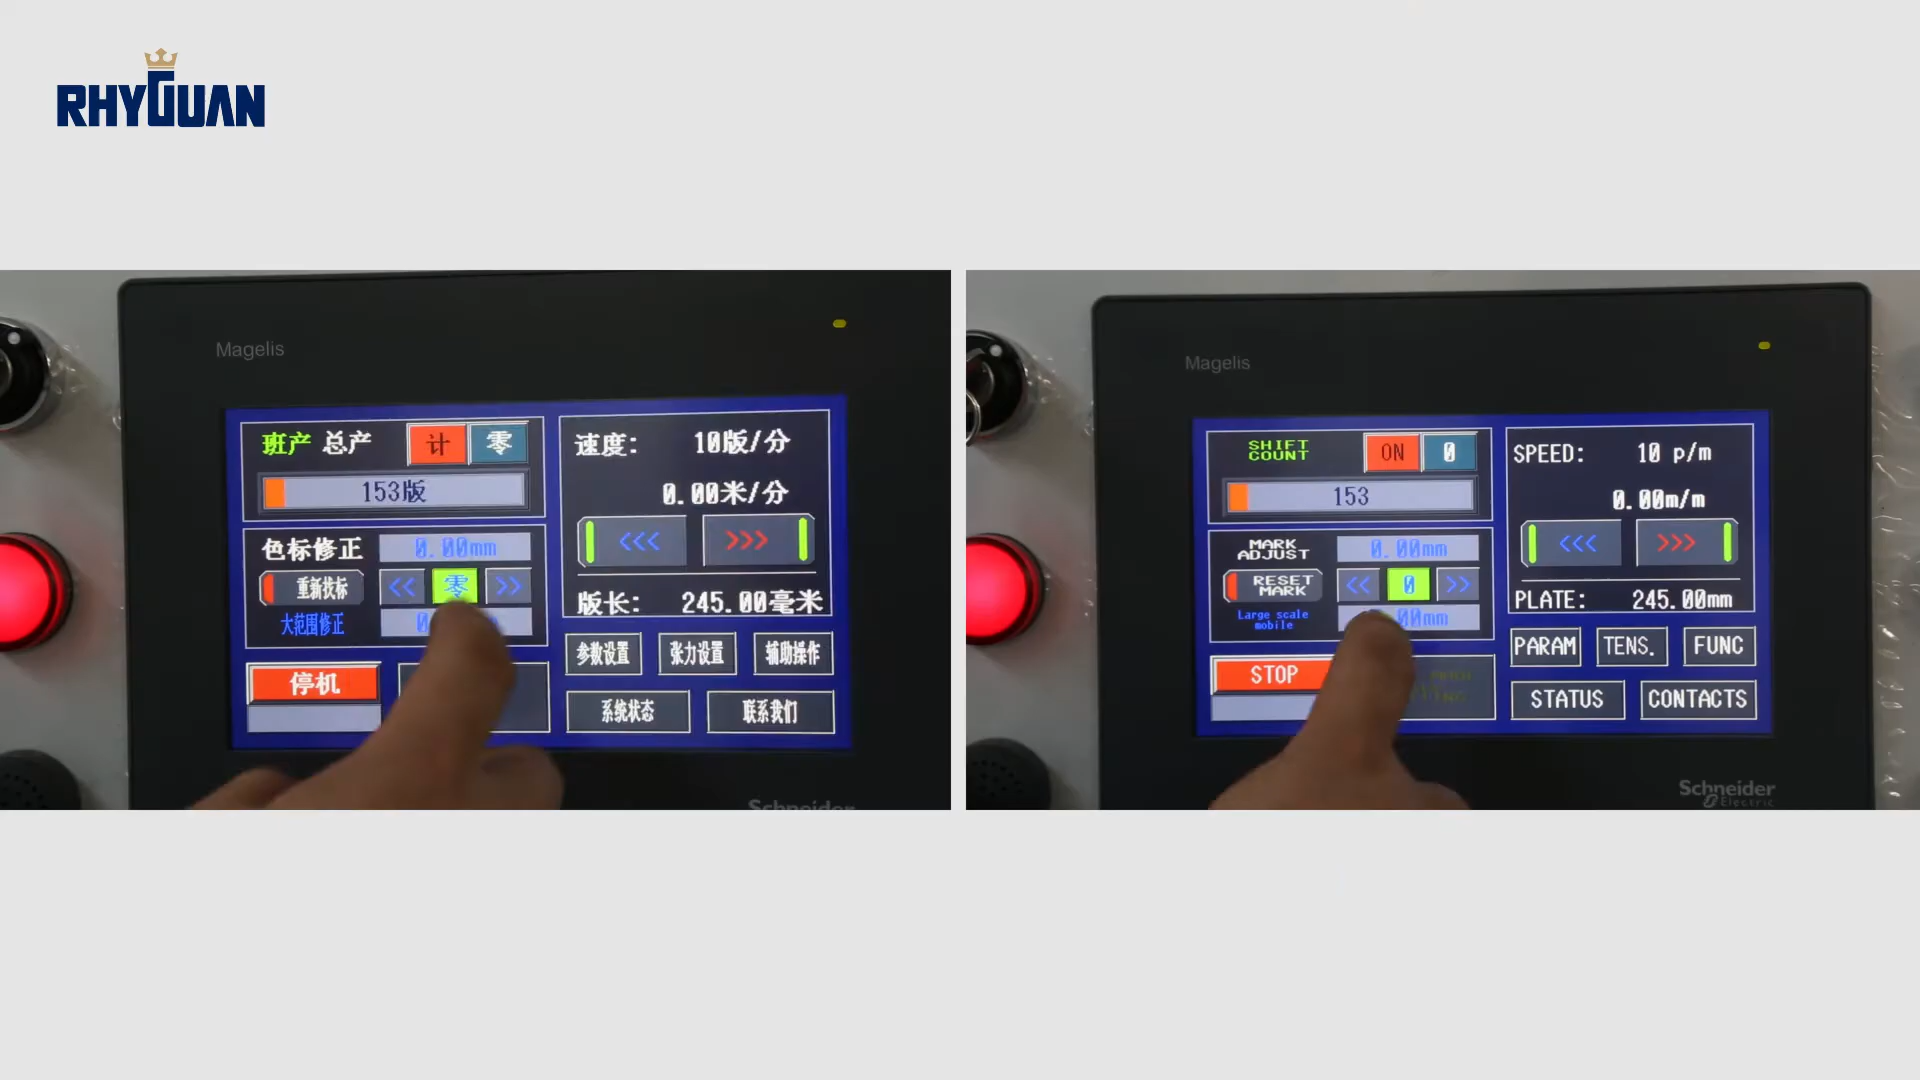 RHYGUAN
Magelis
班产 总产 计 零
153版
色标修正 0.00mm
重新找标 << 零 >>
大范围修正
停机
速度: 10版/分
0.00米/分
<<< >>>
版长: 245.00毫米
参数设置 张力设置 辅助操作
系统状态 联系我们
Schneider
Magelis
SHIFT
COUNT
ON 0
153
MARK
ADJUST
0.00mm
RESET
MARK
<< 0 >>
Large scale
mobile
STOP
SPEED: 10 p/m
0.00m/m
<<< >>>
PLATE: 245.00mm
PARAM TENS. FUNC
STATUS CONTACTS
Schneider
Electric